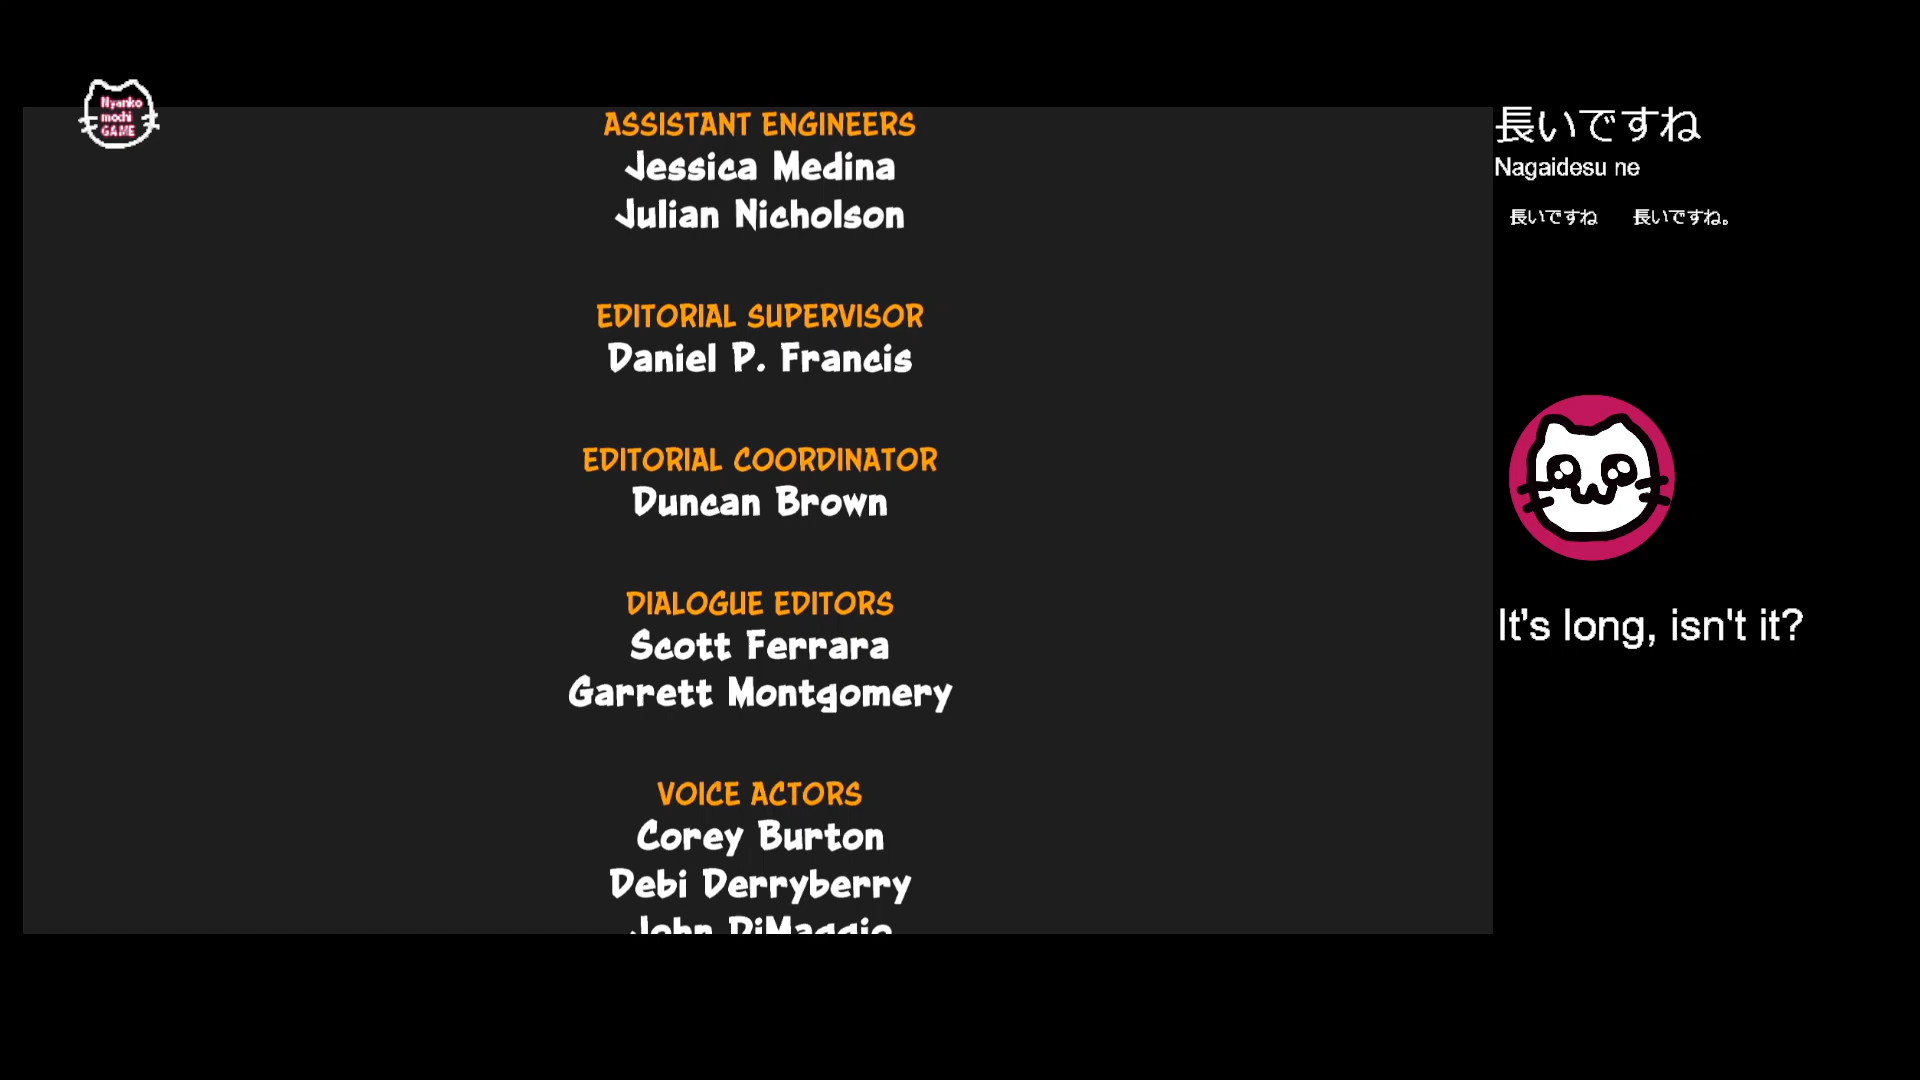 Nyanko
mochi
GAME
ASSISTANT ENGINEERS
Jessica Medina
Julian Nicholson
EDITORIAL SUPERVISOR
Daniel P. Francis
EDITORIAL COORDINATOR
Duncan Brown
DIALOGUE EDITORS
Scott Ferrara
Garrett Montgomery
VOICE ACTORS
Corey Burton
Debi Derryberry
John DiMaggio
長いですね
Nagaidesu ne
長いですね 長いですね。
It's long, isn't it?